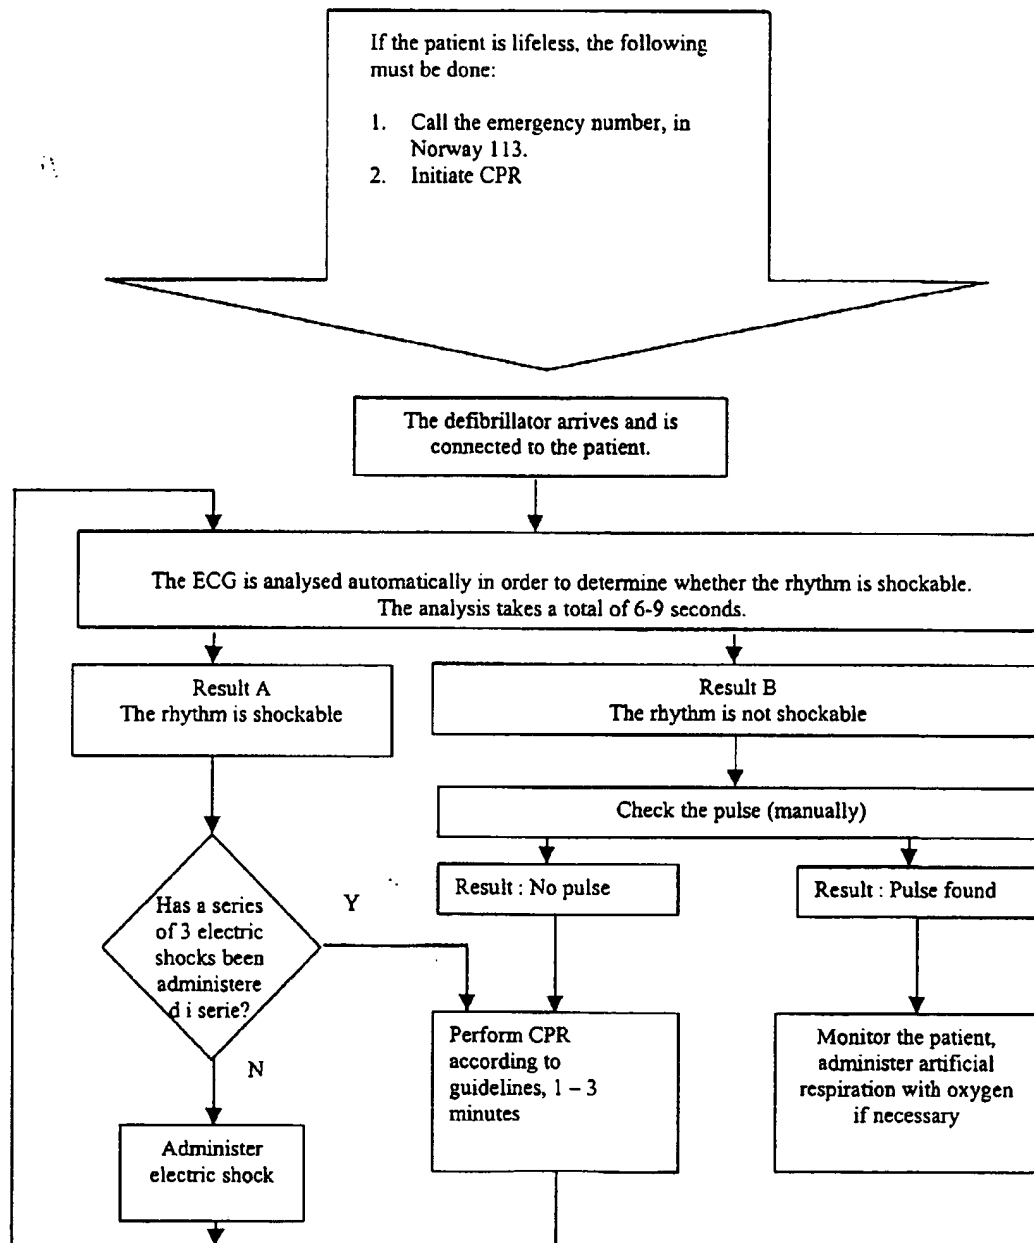 If the patient is lifeless, the following
must be done:
1. Call the emergency number, in
Norway 113.
2. Initiate CPR
The defibrillator arrives and is
connected to the patient.
The ECG is analysed automatically in order to determine whether the rhythm is shockable.
The analysis takes a total of 6-9 seconds.
Result A
The rhythm is shockable
Result B
The rhythm is not shockable
Check the pulse (manually)
Result : No pulse
Result : Pulse found
Has a series
of 3 electric
shocks been
administere
d i serie?
Y
N
Perform CPR
according to
guidelines, 1 – 3
minutes
Monitor the patient,
administer artificial
respiration with oxygen
if necessary
Administer
electric shock